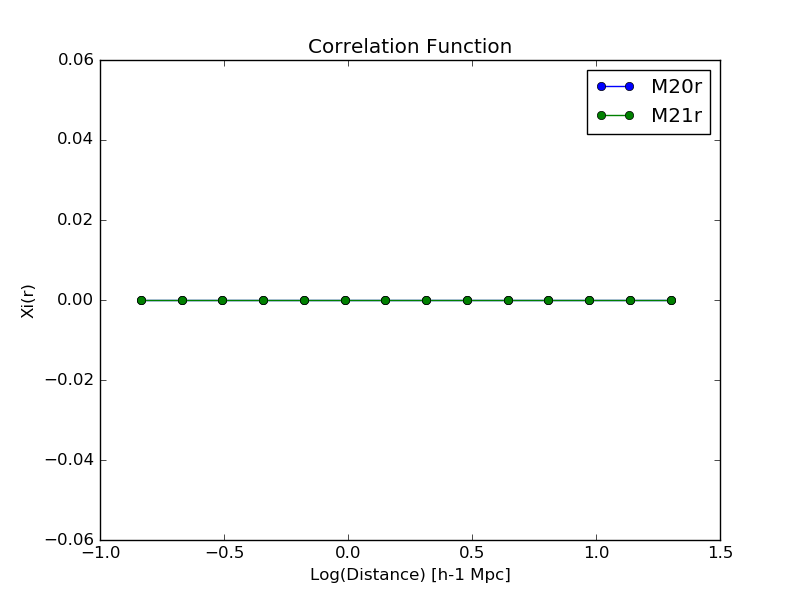 Correlation Function
0.06
0.04
0.02
0.00
−0.02
−0.04
−0.06
Xi(r)
M20r
M21r
−1.0 −0.5 0.0 0.5 1.0 1.5
Log(Distance) [h-1 Mpc]